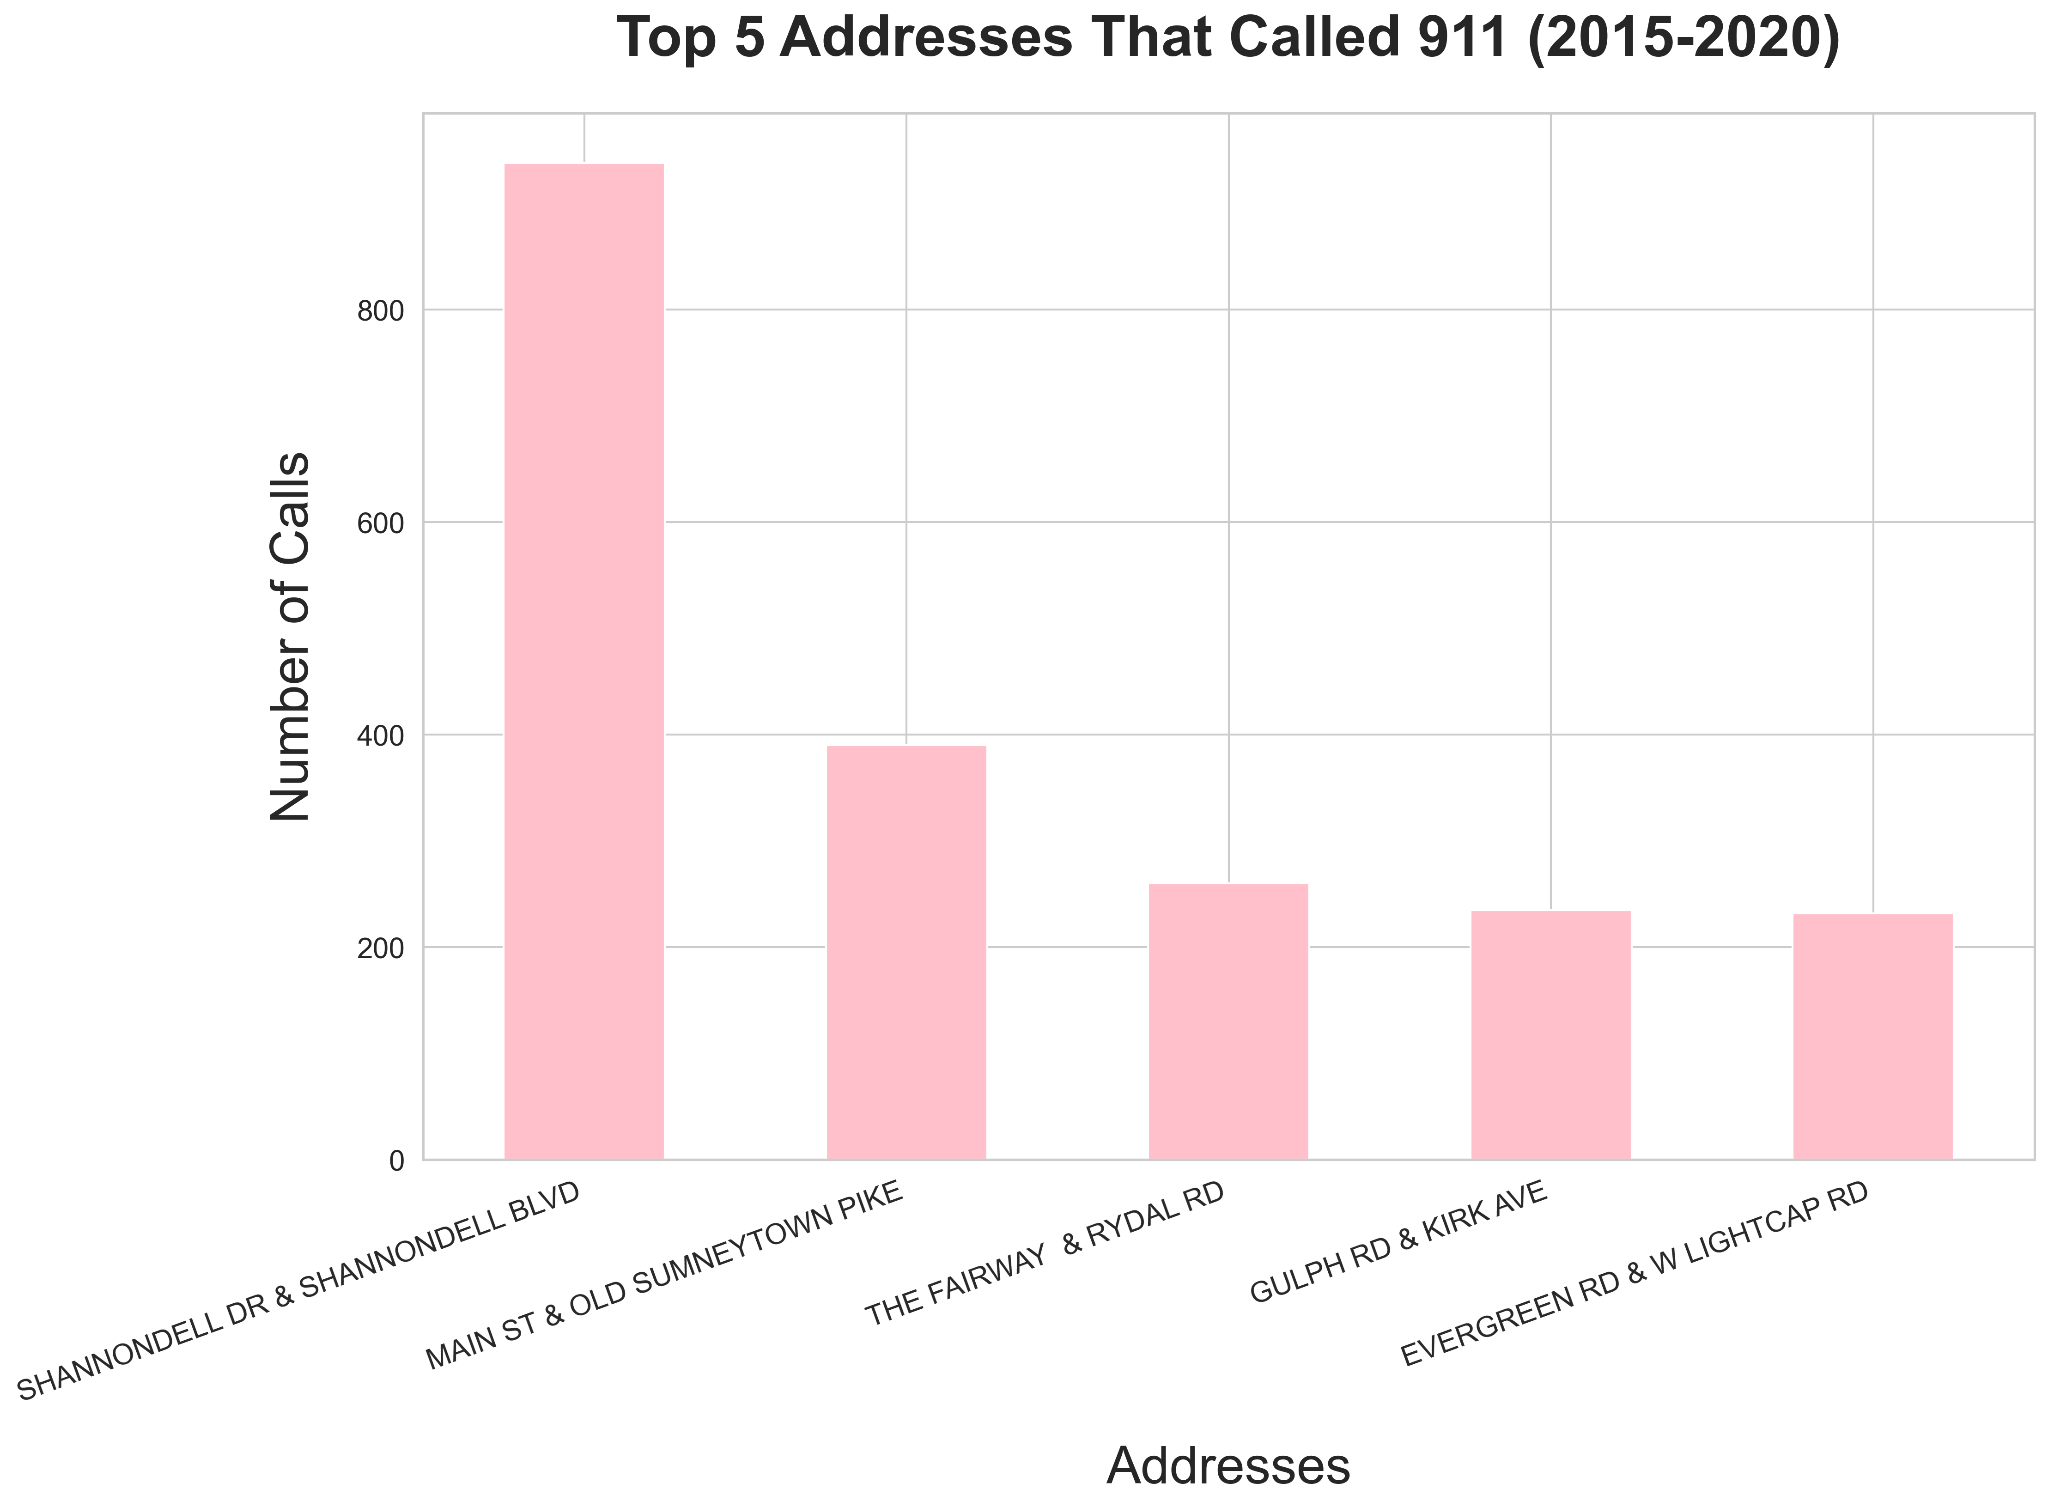 Top 5 Addresses That Called 911 (2015-2020)
Number of Calls
800
600
400
200
0
SHANNONDELL DR & SHANNONDELL BLVD
MAIN ST & OLD SUMNEYTOWN PIKE
THE FAIRWAY  & RYDAL RD
GULPH RD & KIRK AVE
EVERGREEN RD & W LIGHTCAP RD
Addresses